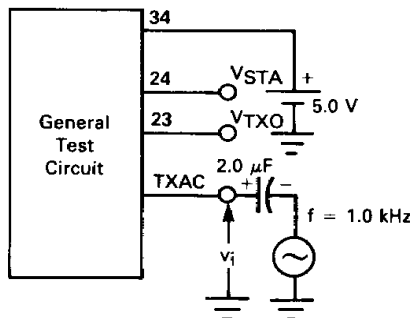 34
24
VSTA
+
5.0 V
23
VTXO
General
Test
Circuit
TXAC
2.0 μF
+ -
f = 1.0 kHz
vi